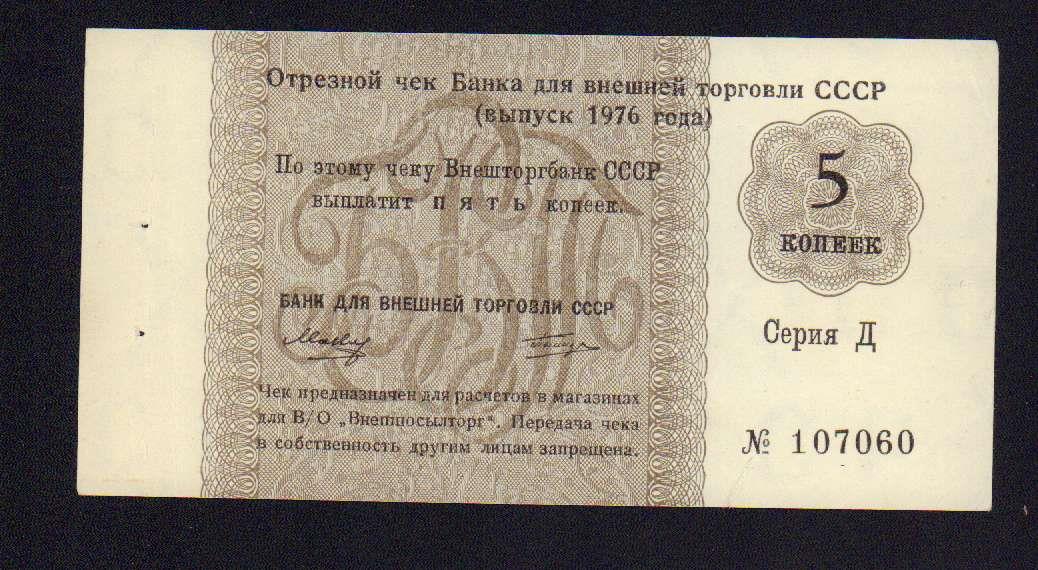 Отрезной чек Банка для внешней торговли СССР
(выпуск 1976 года)
По этому чеку Внешторгбанк СССР
выплатит пять копеек.
5
КОПЕЕК
БАНК ДЛЯ ВНЕШНЕЙ ТОРГОВЛИ СССР
Серия Д
Чек предназначен для расчетов в магазинах
для В/О „Внешпосылторг“. Передача чека
в собственность другим лицам запрещена.
№ 107060